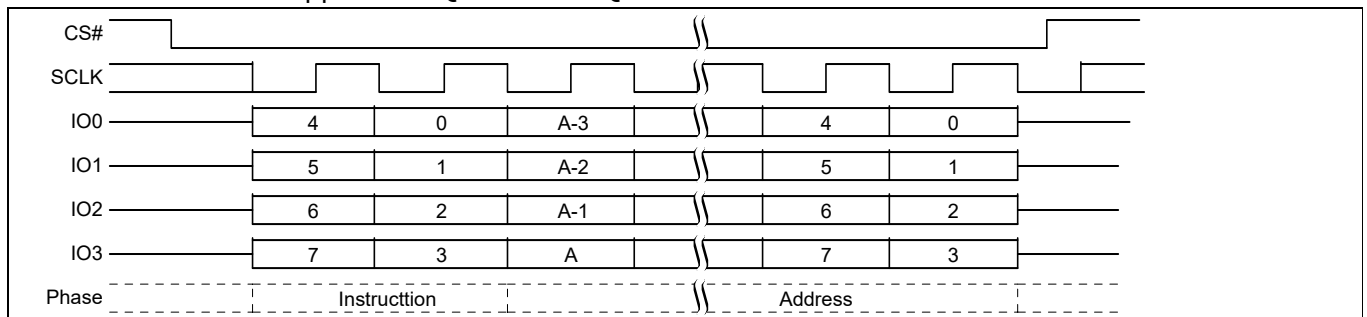 CS#
SCLK
IO0 4 0 A-3 4 0
IO1 5 1 A-2 5 1
IO2 6 2 A-1 6 2
IO3 7 3 A 7 3
Phase Instructtion Address